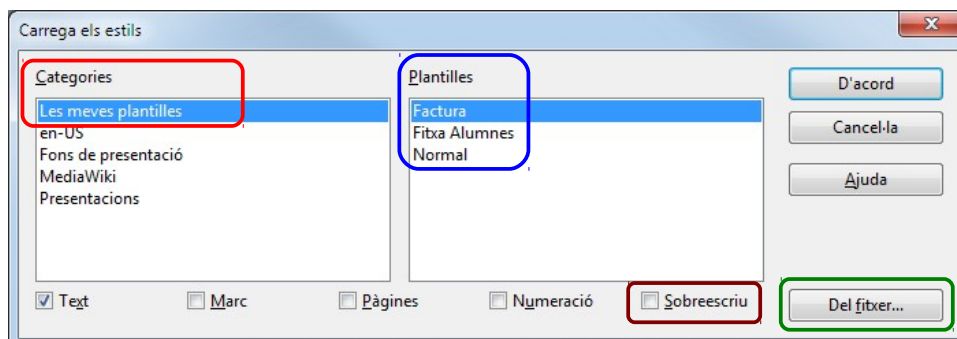 Carrega els estils
Categories
Les meves plantilles
en-US
Fons de presentació
MediaWiki
Presentacions
Plantilles
Factura
Fitxa Alumnes
Normal
D'acord
Cancel·la
Ajuda
Text
Marc
Pàgines
Numeració
Sobreescriu
Del fitxer...